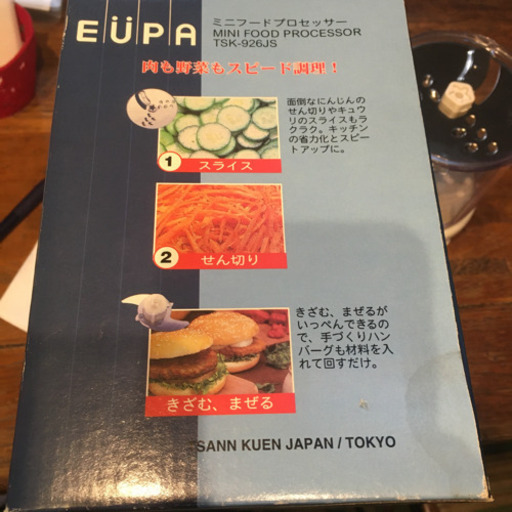 EÜPA
ミニフードプロセッサー
MINI FOOD PROCESSOR
TSK-926JS
肉も野菜もスピード調理！
面倒なにんじんの
せん切りやキュウ
リのスライスもラ
クラク。キッチン
の省力化とスピー
トアップに。
1 スライス
2 せん切り
きざむ、まぜるが
いっぺんできるの
で、手づくりハン
バーグも材料を入
れて回すだけ。
きざむ、まぜる
TSANN KUEN JAPAN / TOKYO